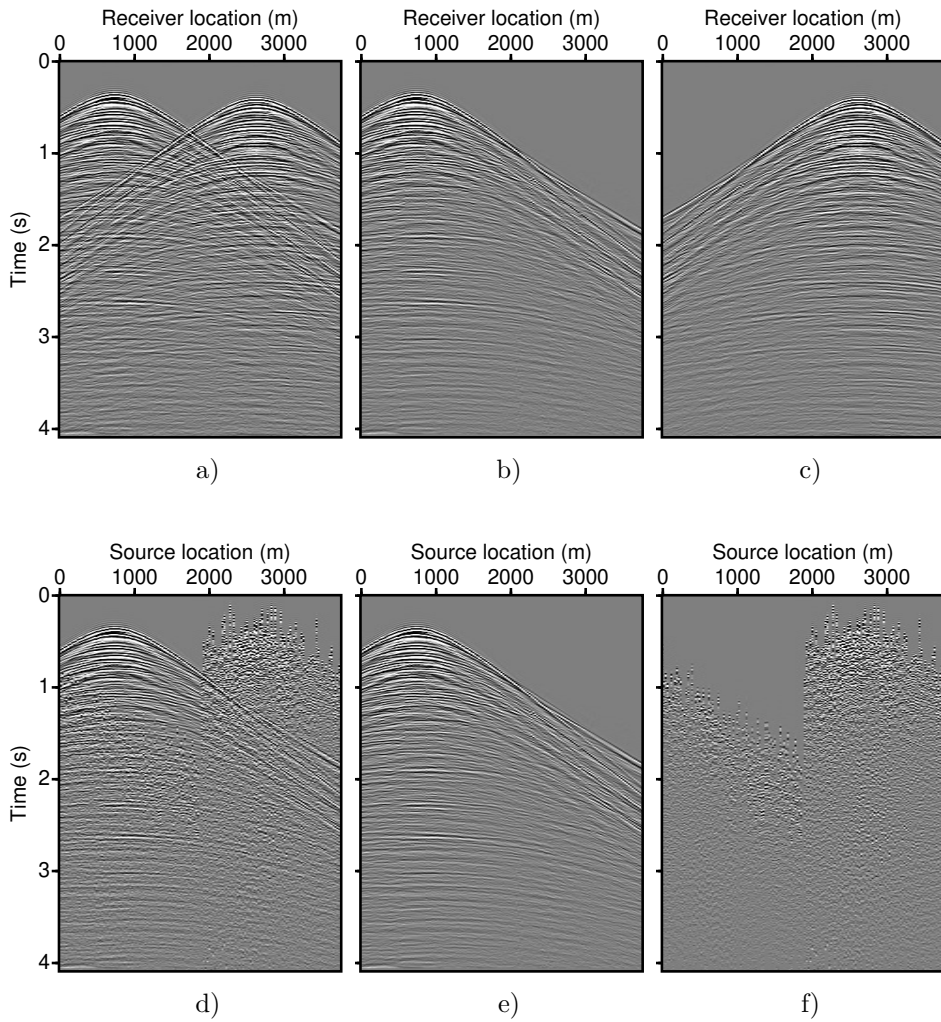 Receiver location (m) Receiver location (m) Receiver location (m)
0 1000 2000 3000 0 1000 2000 3000 0 1000 2000 3000
0
1
Time (s)
2
3
4
a) b) c)
Source location (m) Source location (m) Source location (m)
0 1000 2000 3000 0 1000 2000 3000 0 1000 2000 3000
0
1
Time (s)
2
3
4
d) e) f)